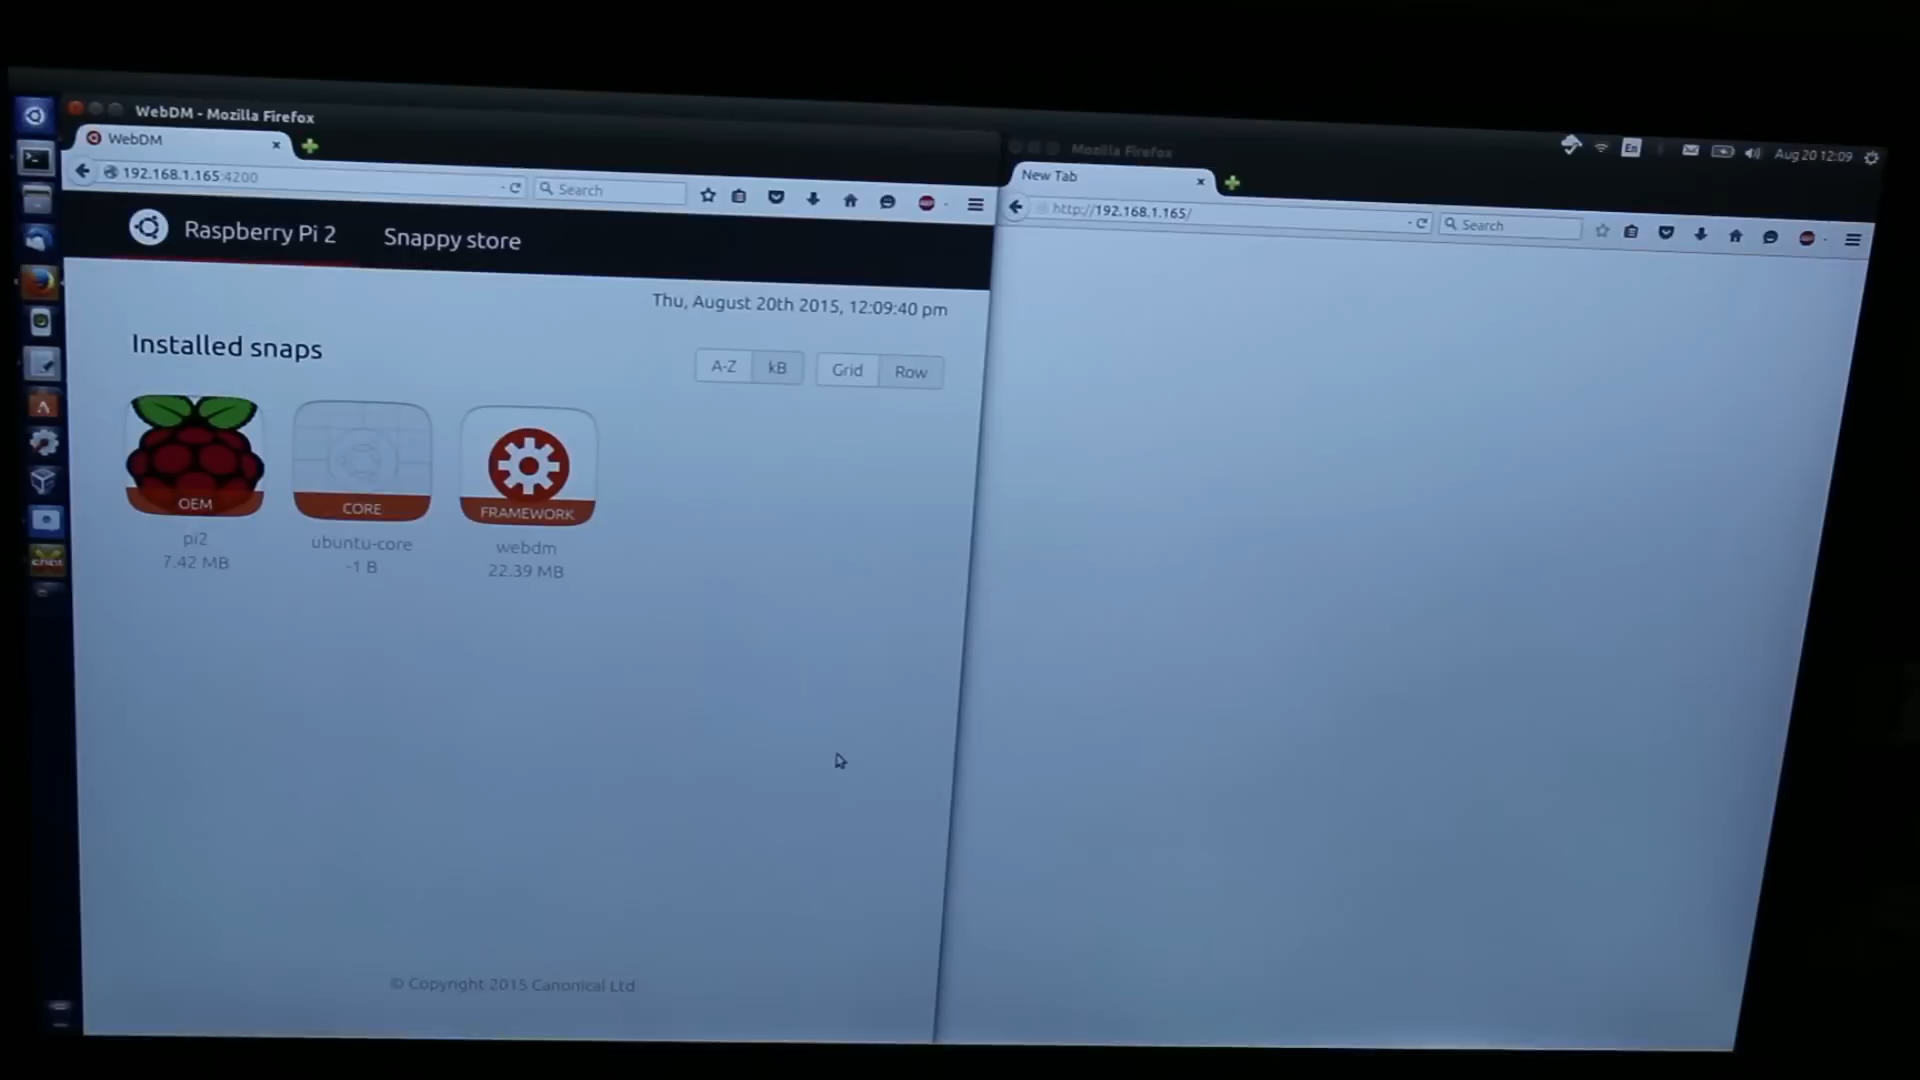 WebDM - Mozilla Firefox
WebDM
192.168.1.165:4200
Search
Raspberry Pi 2
Snappy store
Thu, August 20th 2015, 12:09:40 pm
Installed snaps
A-Z
kB
Grid
Row
OEM
CORE
FRAMEWORK
pi2
ubuntu-core
webdm
7.42 MB
-1 B
22.39 MB
© Copyright 2015 Canonical Ltd
Mozilla Firefox
En
Aug 20 12:09
New Tab
http://192.168.1.165/
Search